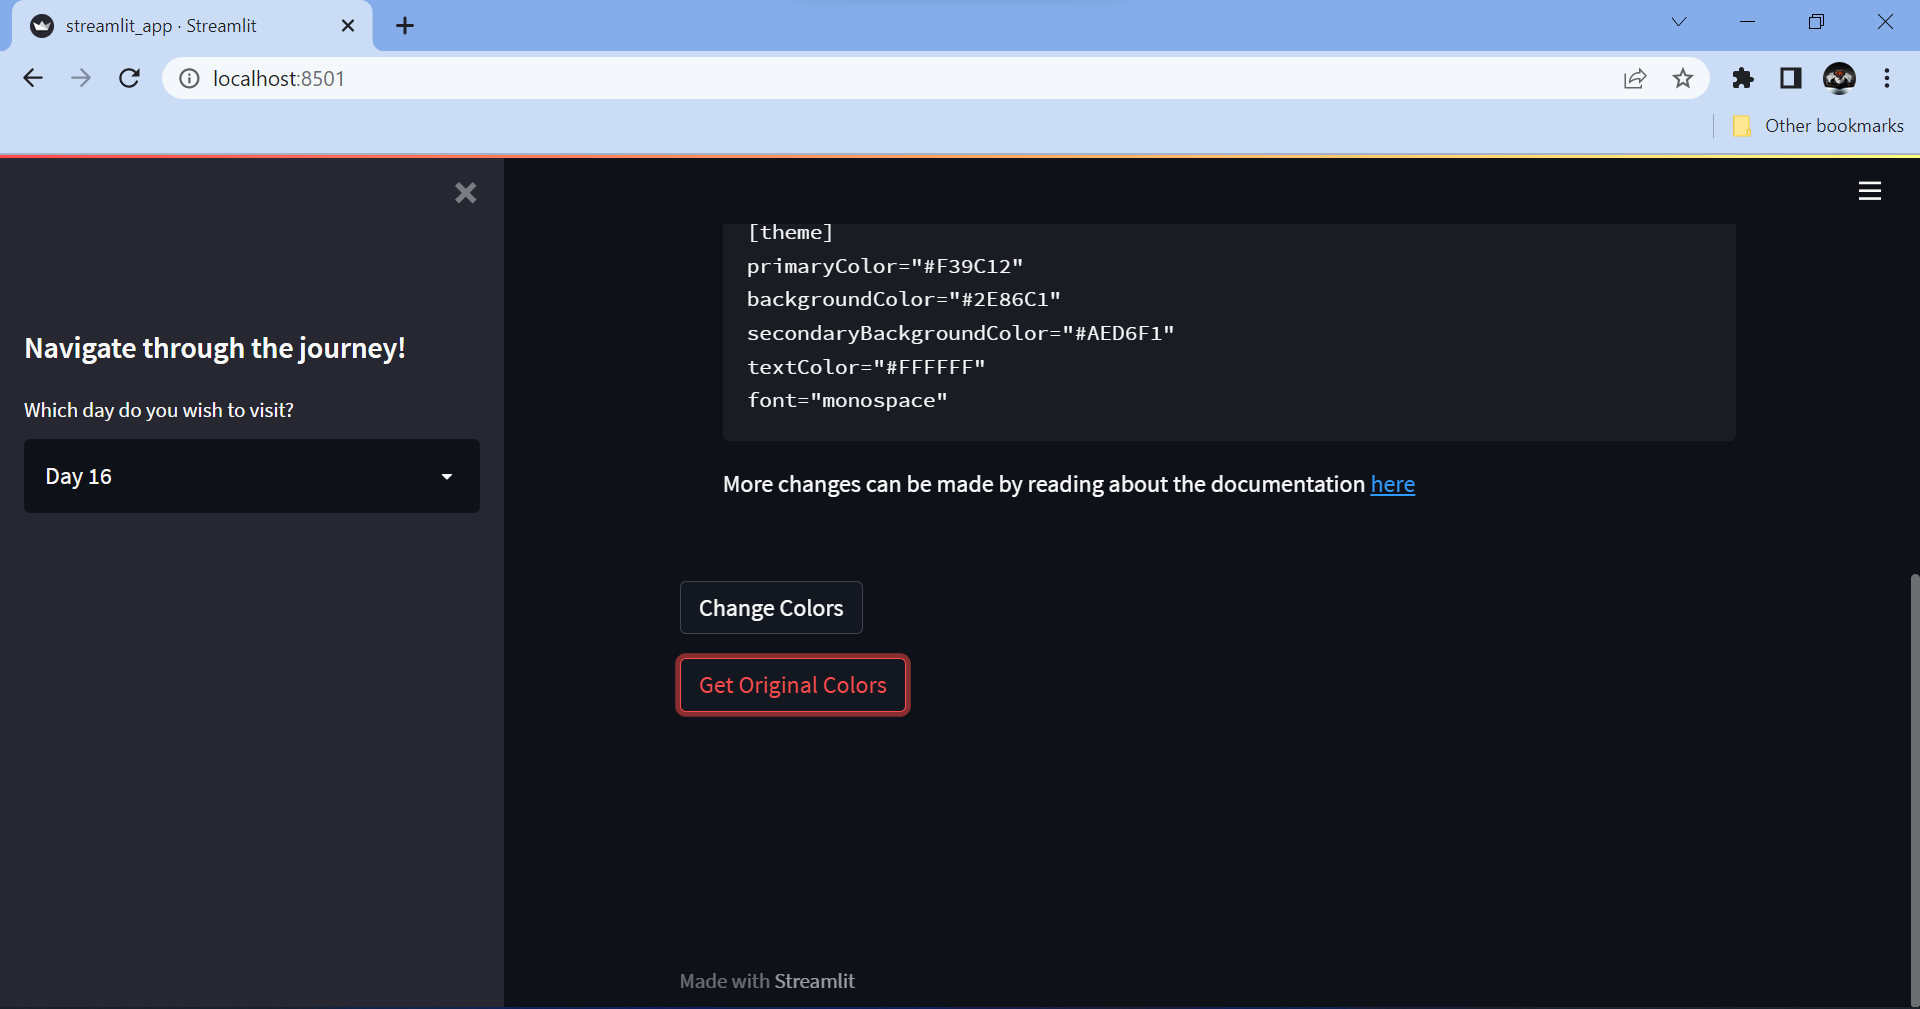 streamlit_app · Streamlit
localhost:8501
Other bookmarks
Navigate through the journey!
Which day do you wish to visit?
Day 16
[theme]
primaryColor="#F39C12"
backgroundColor="#2E86C1"
secondaryBackgroundColor="#AED6F1"
textColor="#FFFFFF"
font="monospace"
More changes can be made by reading about the documentation here
Change Colors
Get Original Colors
Made with Streamlit